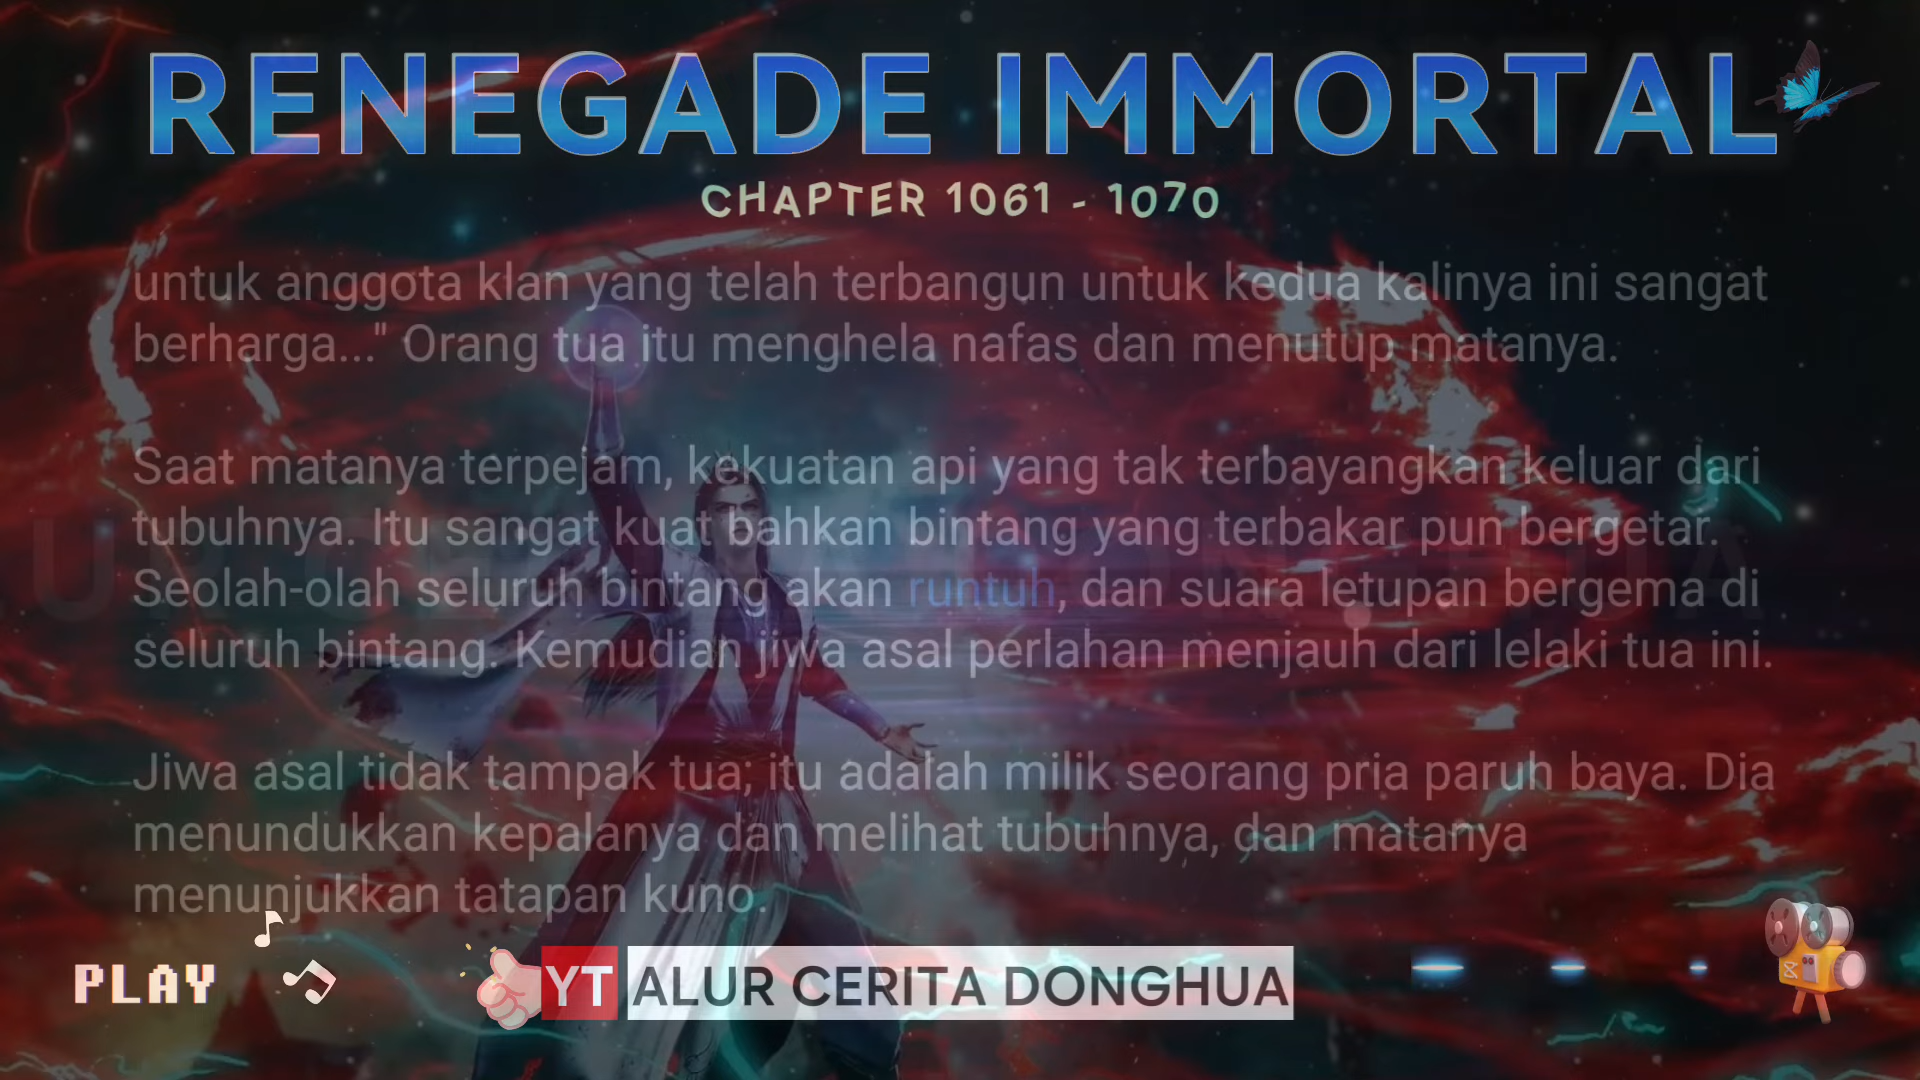 RENEGADE IMMORTAL
CHAPTER 1061 - 1070
untuk anggota klan yang telah terbangun untuk kedua kalinya ini sangat
berharga..." Orang tua itu menghela nafas dan menutup matanya.
Saat matanya terpejam, kekuatan api yang tak terbayangkan keluar dari
tubuhnya. Itu sangat kuat bahkan bintang yang terbakar pun bergetar.
Seolah-olah seluruh bintang akan runtuh, dan suara letupan bergema di
seluruh bintang. Kemudian jiwa asal perlahan menjauh dari lelaki tua ini.
Jiwa asal tidak tampak tua; itu adalah milik seorang pria paruh baya. Dia
menundukkan kepalanya dan melihat tubuhnya, dan matanya
menunjukkan tatapan kuno.
PLAY
YT ALUR CERITA DONGHUA